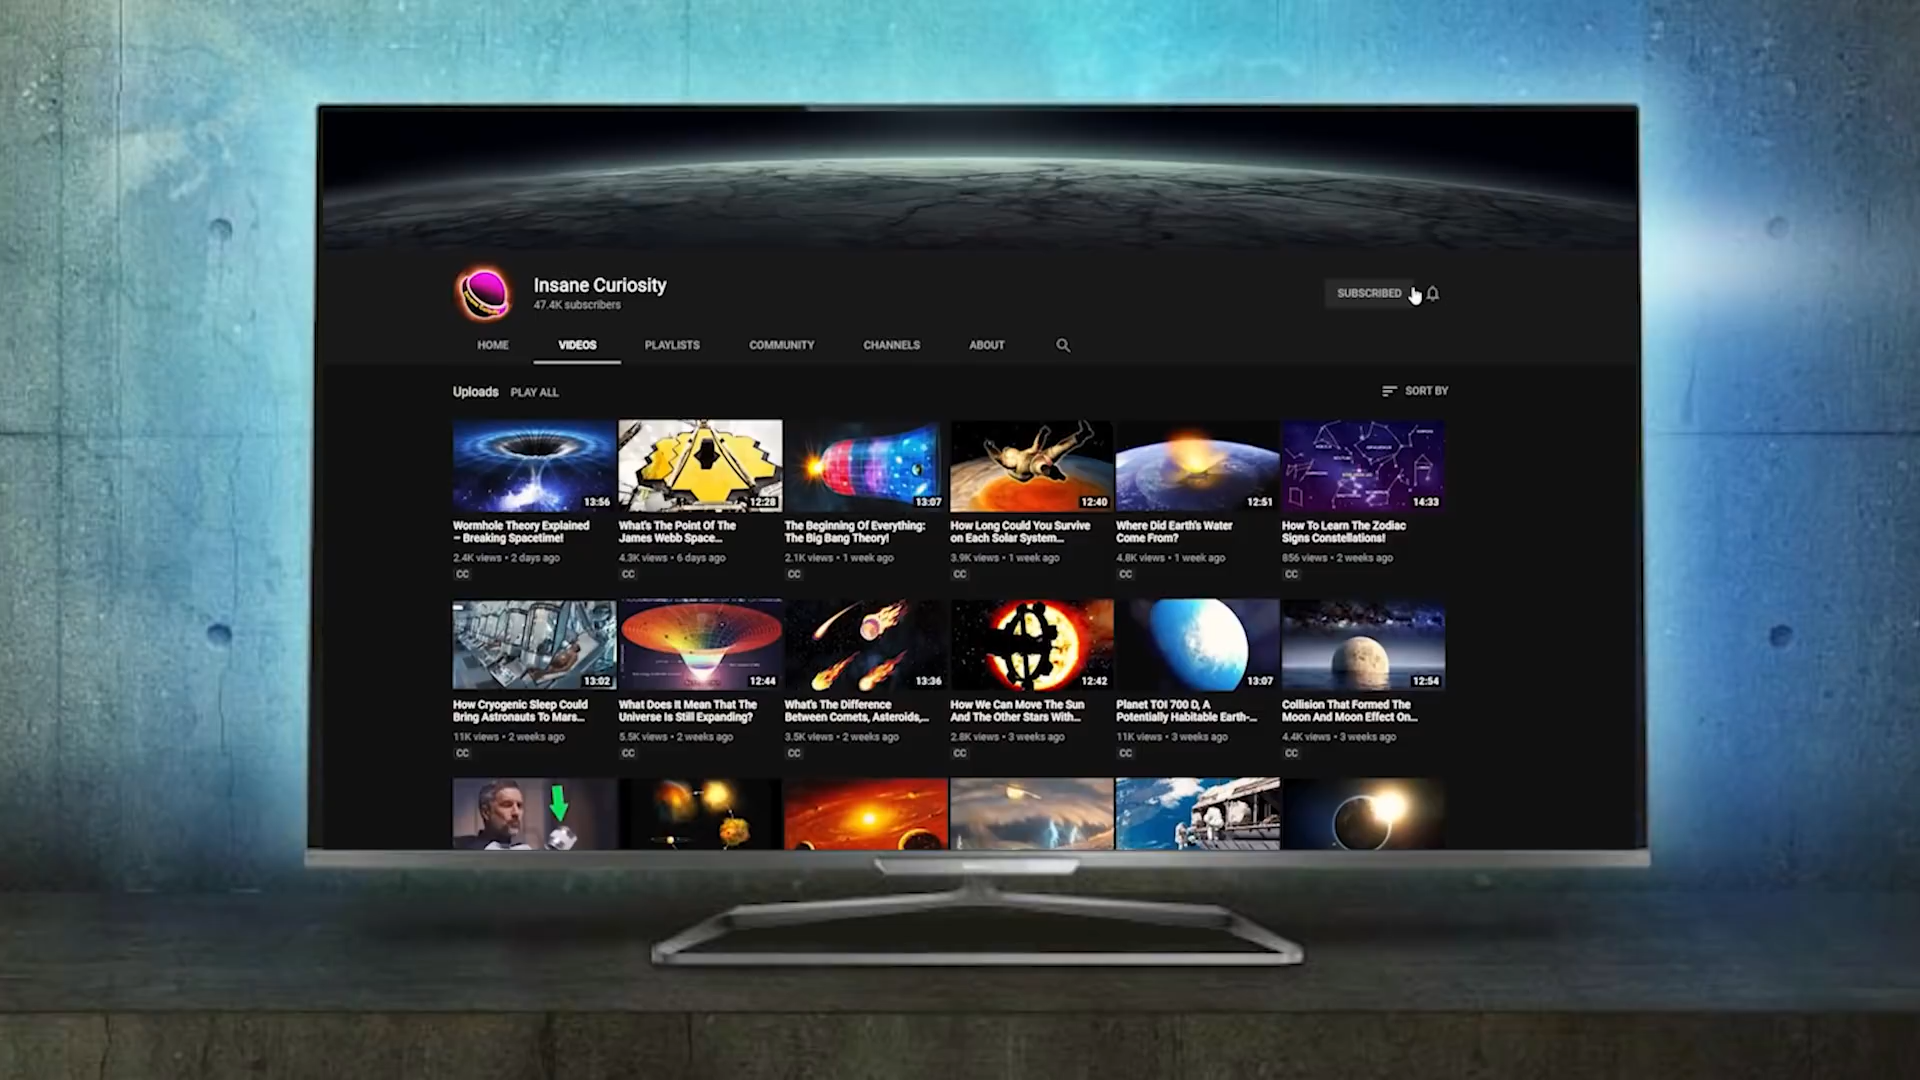 Insane Curiosity
47.4K subscribers
SUBSCRIBED
HOME VIDEOS PLAYLISTS COMMUNITY CHANNELS ABOUT
Uploads PLAY ALL
SORT BY
13:56 12:28 13:07 12:40 12:51 14:33
Wormhole Theory Explained
– Breaking Spacetime!
2.4K views • 2 days ago
CC
What's The Point Of The
James Webb Space...
4.3K views • 6 days ago
CC
The Beginning Of Everything:
The Big Bang Theory!
2.1K views • 1 week ago
CC
How Long Could You Survive
on Each Solar System...
3.9K views • 1 week ago
CC
Where Did Earth's Water
Come From?
4.8K views • 1 week ago
CC
How To Learn The Zodiac
Signs Constellations!
856 views • 2 weeks ago
CC
13:02 12:44 13:36 12:42 13:07 12:54
How Cryogenic Sleep Could
Bring Astronauts To Mars...
11K views • 2 weeks ago
CC
What Does It Mean That The
Universe Is Still Expanding?
5.5K views • 2 weeks ago
CC
What's The Difference
Between Comets, Asteroids,...
3.5K views • 2 weeks ago
CC
How We Can Move The Sun
And The Other Stars With...
2.8K views • 3 weeks ago
CC
Planet TOI 700 D, A
Potentially Habitable Earth-...
11K views • 3 weeks ago
CC
Collision That Formed The
Moon And Moon Effect On...
4.4K views • 3 weeks ago
CC